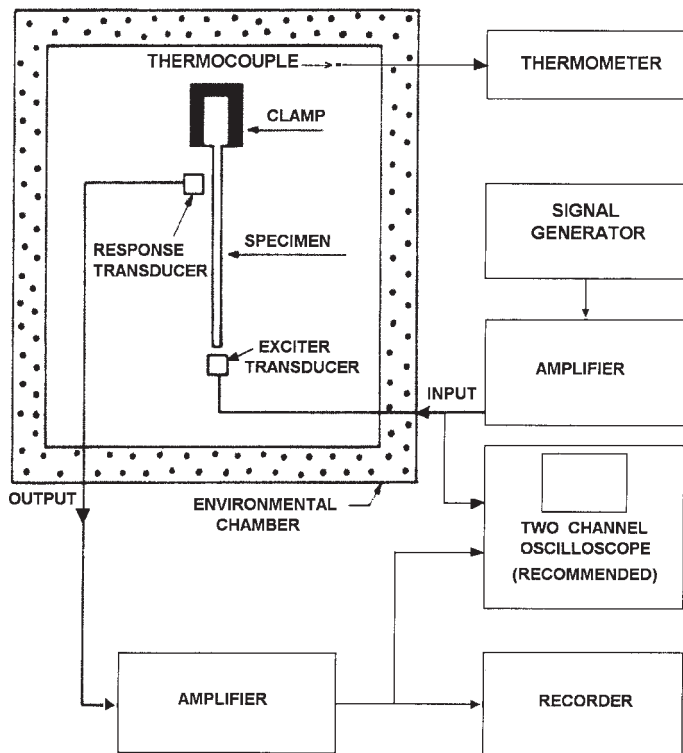 THERMOCOUPLE
THERMOMETER
CLAMP
SIGNAL
GENERATOR
RESPONSE
TRANSDUCER
SPECIMEN
EXCITER
TRANSDUCER
AMPLIFIER
INPUT
OUTPUT
ENVIRONMENTAL
CHAMBER
TWO CHANNEL
OSCILLOSCOPE
(RECOMMENDED)
AMPLIFIER
RECORDER